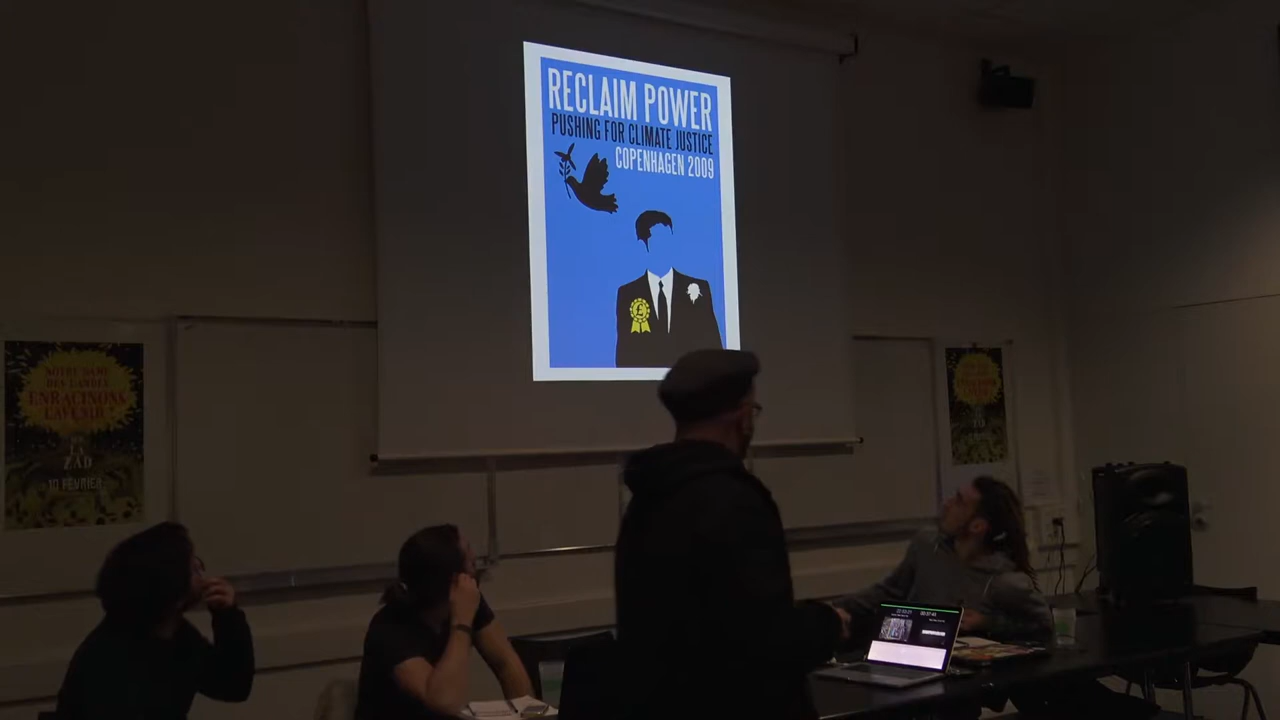 RECLAIM POWER
PUSHING FOR CLIMATE JUSTICE
COPENHAGEN 2009
£
NOTRE DAME
DES LANDES
ENRACINONS
L'AVENIR
ZAD
10 FÉVRIER